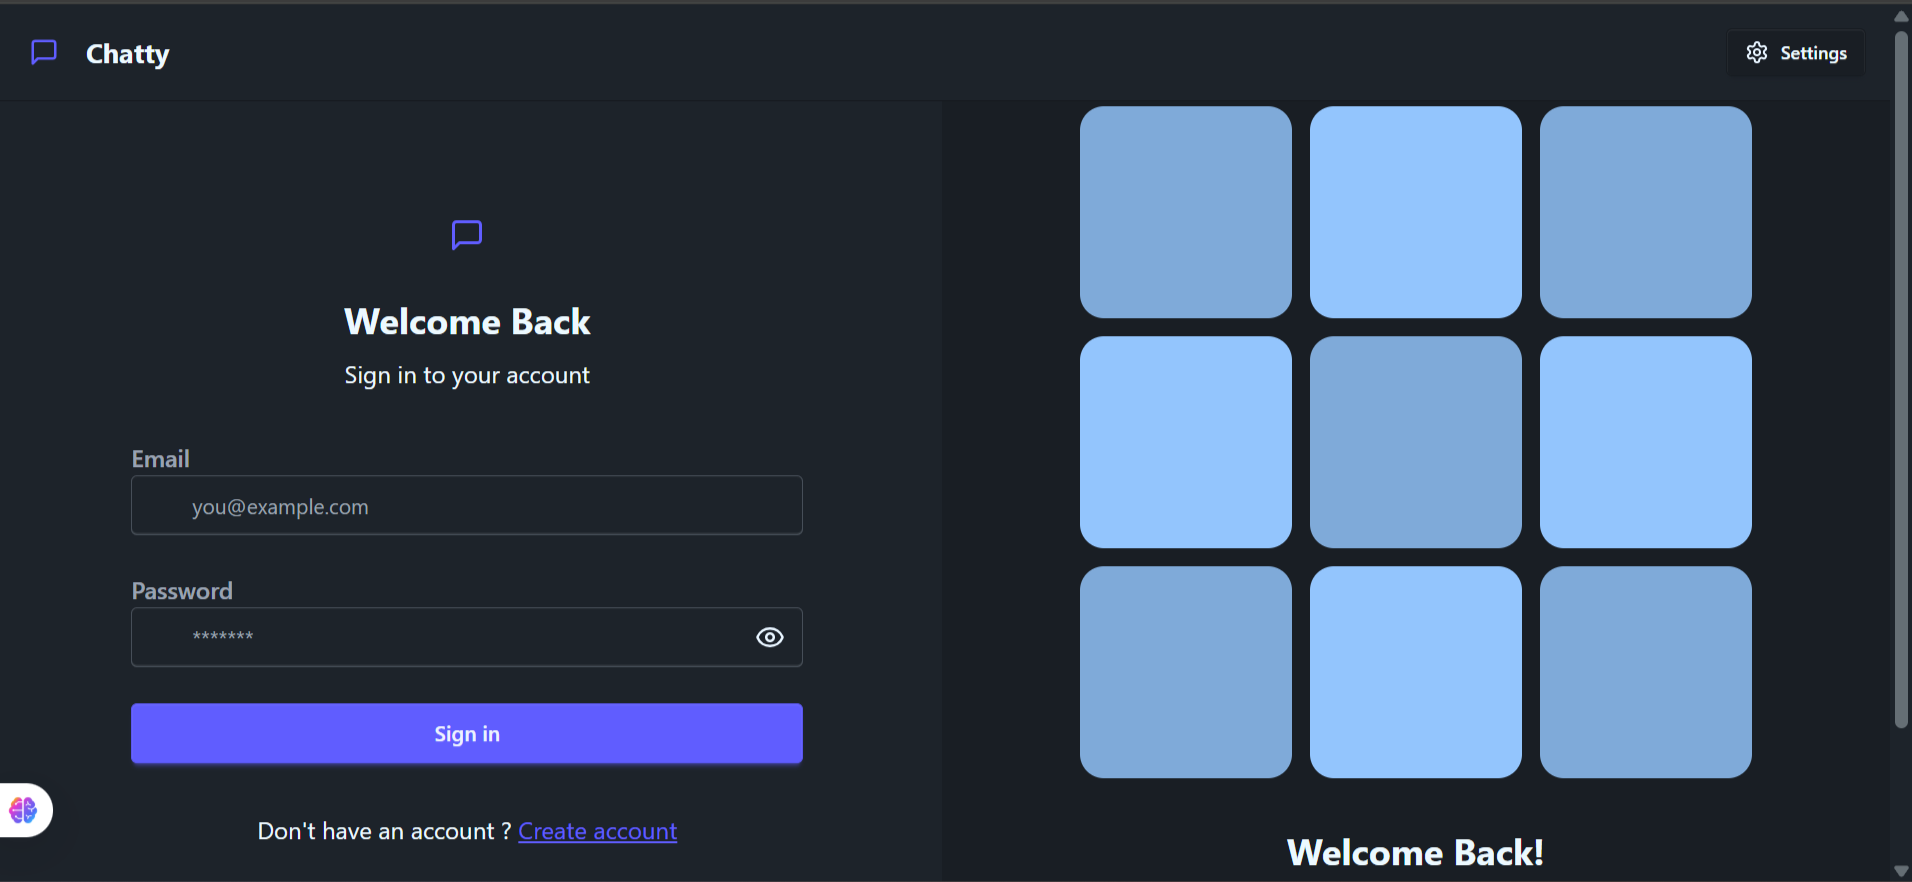 Chatty
Settings
Welcome Back
Sign in to your account
Email
you@example.com
Password
*******
Sign in
Don't have an account ? Create account
Welcome Back!